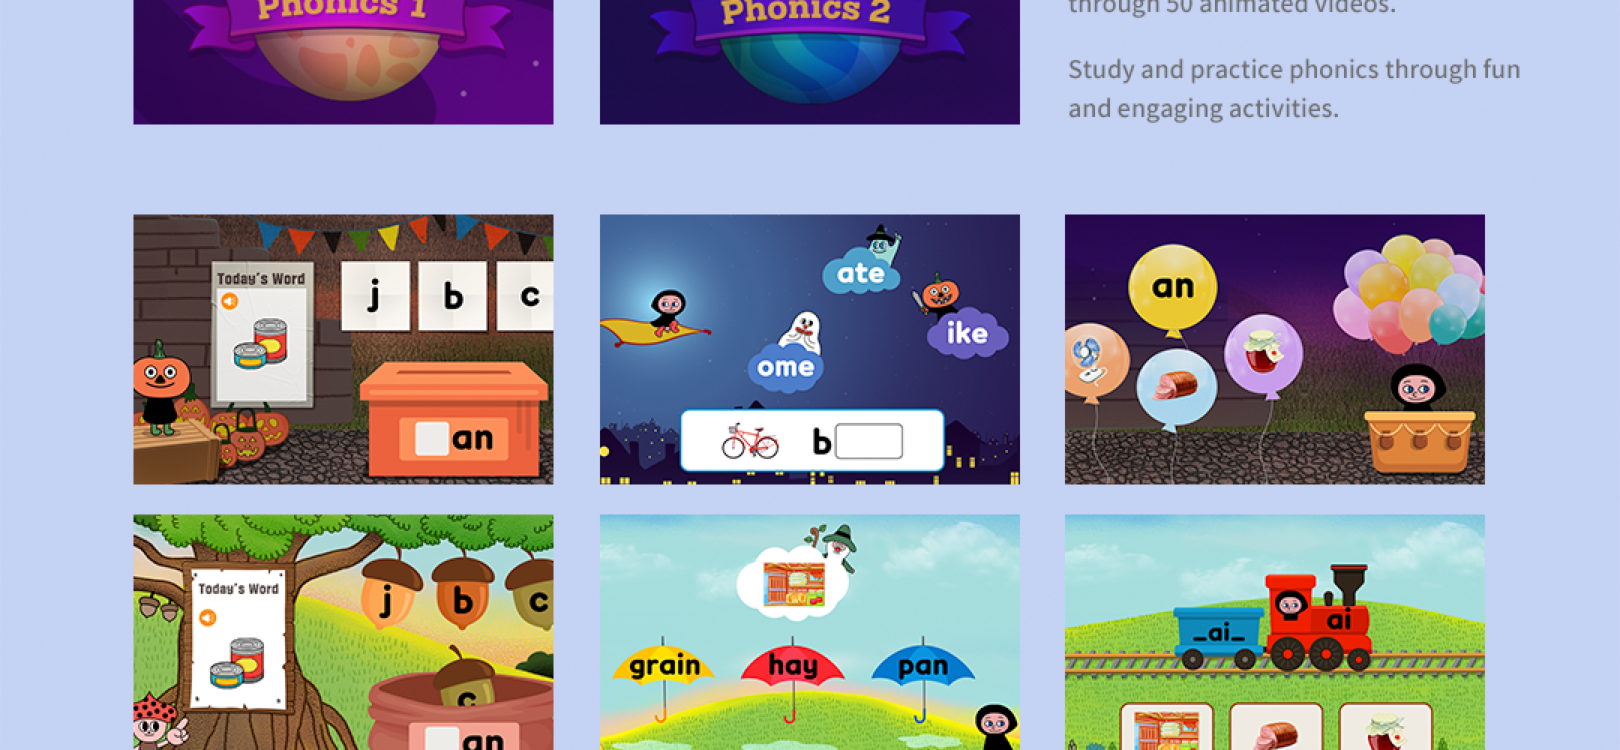 Phonics 1
Phonics 2
through 50 animated videos.
Study and practice phonics through fun
and engaging activities.
Today's Word
j
b
c
an
ate
ike
ome
b
an
Today's Word
j
b
c
c
an
grain
hay
pan
_ai_
ai